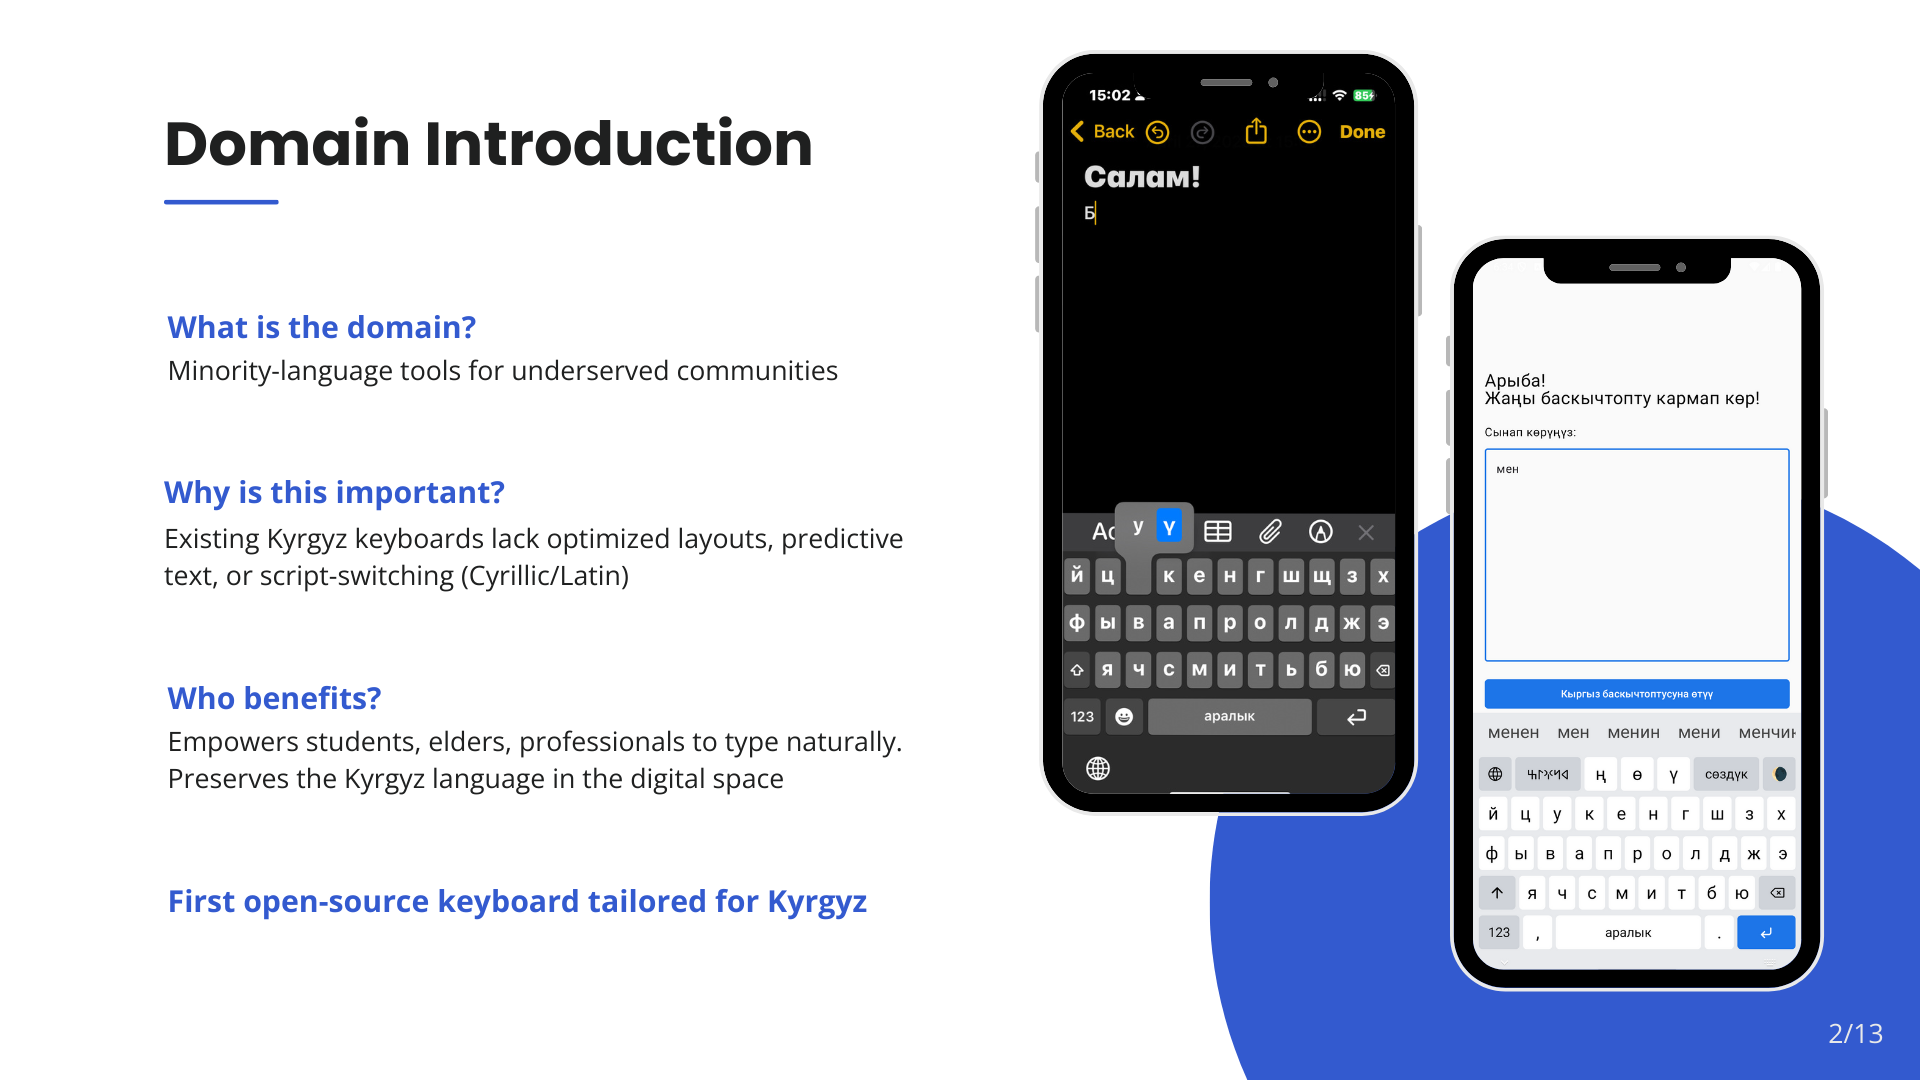 Domain Introduction
What is the domain?
Minority-language tools for underserved communities
Why is this important?
Existing Kyrgyz keyboards lack optimized layouts, predictive
text, or script-switching (Cyrillic/Latin)
Who benefits?
Empowers students, elders, professionals to type naturally.
Preserves the Kyrgyz language in the digital space
First open-source keyboard tailored for Kyrgyz
15:02
85
Back
Done
Салам!
Б
у ү
й ц к е н г ш щ з х
ф ы в а п р о л д ж э
я ч с м и т ь б ю
123 аралык
Арыба!
Жаңы баскычтопту кармап көр!
Сынап көрүңүз:
мен
Кыргыз баскычтоптусуна өтүү
менен мен менин мени менчик
ң ө ү сөздүк
й ц у к е н г ш з х
ф ы в а п р о л д ж э
я ч с м и т б ю
123 , аралык .
2/13